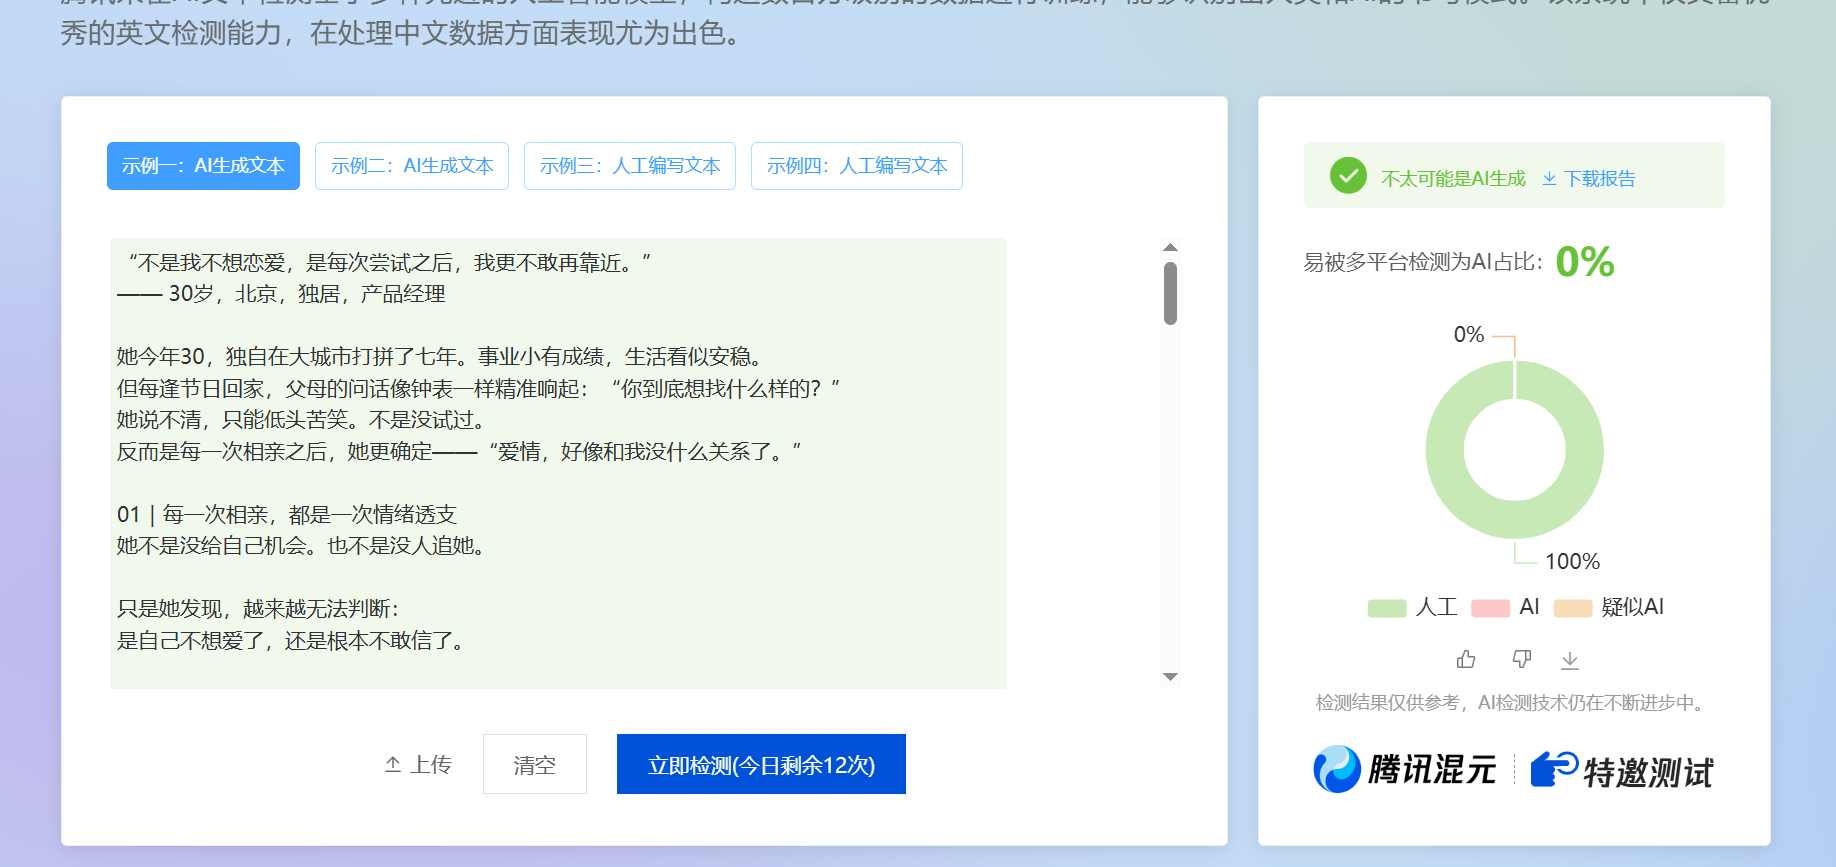 秀的英文检测能力，在处理中文数据方面表现尤为出色。
示例一：AI生成文本
示例二：AI生成文本
示例三：人工编写文本
示例四：人工编写文本
“不是我不想恋爱，是每次尝试之后，我更不敢再靠近。”
—— 30岁，北京，独居，产品经理
她今年30，独自在大城市打拼了七年。事业小有成绩，生活看似安稳。
但每逢节日回家，父母的问话像钟表一样精准响起：“你到底想找什么样的？”
她说不清，只能低头苦笑。不是没试过。
反而是每一次相亲之后，她更确定——“爱情，好像和我没什么关系了。”
01｜每一次相亲，都是一次情绪透支
她不是没给自己机会。也不是没人追她。
只是她发现，越来越无法判断：
是自己不想爱了，还是根本不敢信了。
上传
清空
立即检测(今日剩余12次)
不太可能是AI生成
下载报告
易被多平台检测为AI占比：0%
0%
100%
人工
AI
疑似AI
检测结果仅供参考，AI检测技术仍在不断进步中。
腾讯混元
特邀测试